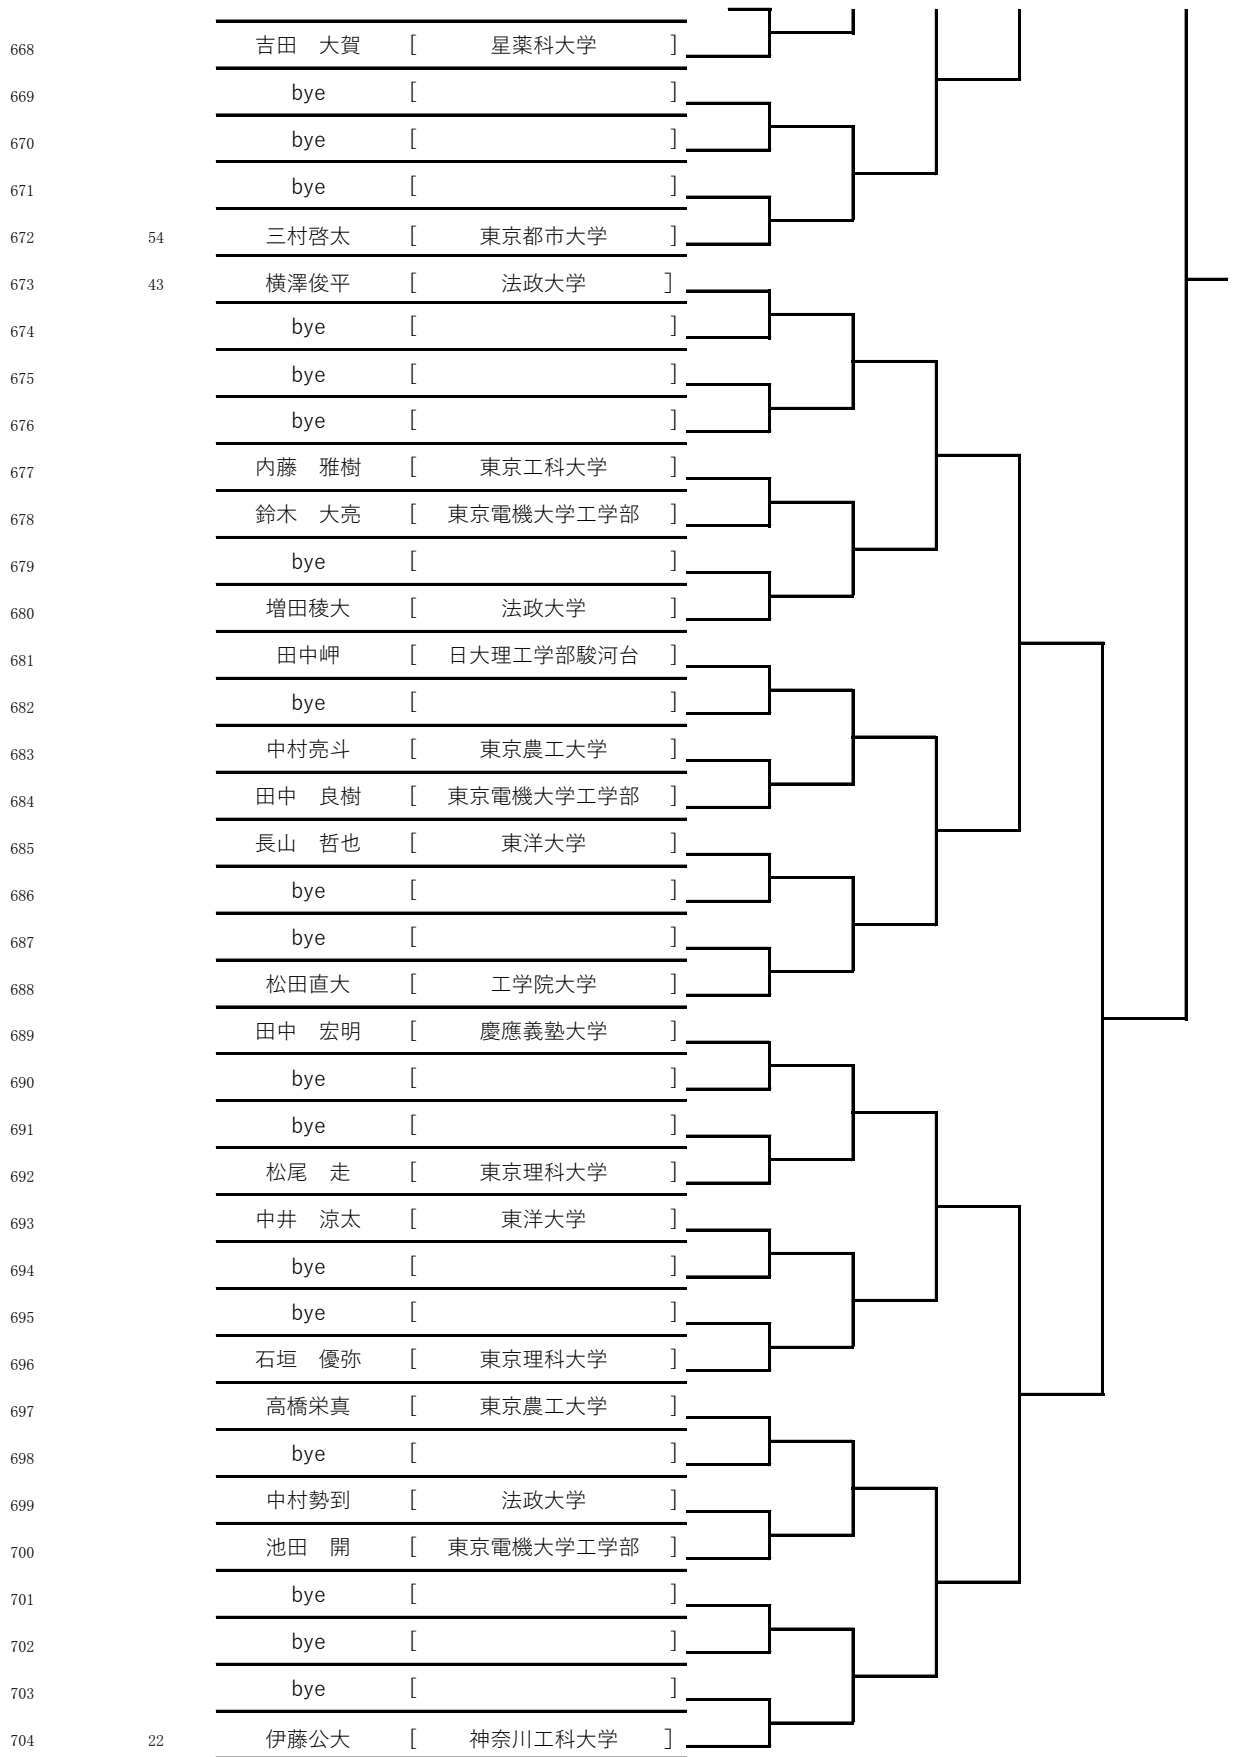 668 吉田　大賀 [ 星薬科大学 ]
669 bye [ ]
670 bye [ ]
671 bye [ ]
672 54 三村啓太 [ 東京都市大学 ]
673 43 横澤俊平 [ 法政大学 ]
674 bye [ ]
675 bye [ ]
676 bye [ ]
677 内藤　雅樹 [ 東京工科大学 ]
678 鈴木　大亮 [ 東京電機大学工学部 ]
679 bye [ ]
680 増田稜大 [ 法政大学 ]
681 田中岬 [ 日大理工学部駿河台 ]
682 bye [ ]
683 中村亮斗 [ 東京農工大学 ]
684 田中　良樹 [ 東京電機大学工学部 ]
685 長山　哲也 [ 東洋大学 ]
686 bye [ ]
687 bye [ ]
688 松田直大 [ 工学院大学 ]
689 田中　宏明 [ 慶應義塾大学 ]
690 bye [ ]
691 bye [ ]
692 松尾　走 [ 東京理科大学 ]
693 中井　涼太 [ 東洋大学 ]
694 bye [ ]
695 bye [ ]
696 石垣　優弥 [ 東京理科大学 ]
697 高橋栄真 [ 東京農工大学 ]
698 bye [ ]
699 中村勢到 [ 法政大学 ]
700 池田　開 [ 東京電機大学工学部 ]
701 bye [ ]
702 bye [ ]
703 bye [ ]
704 22 伊藤公大 [ 神奈川工科大学 ]